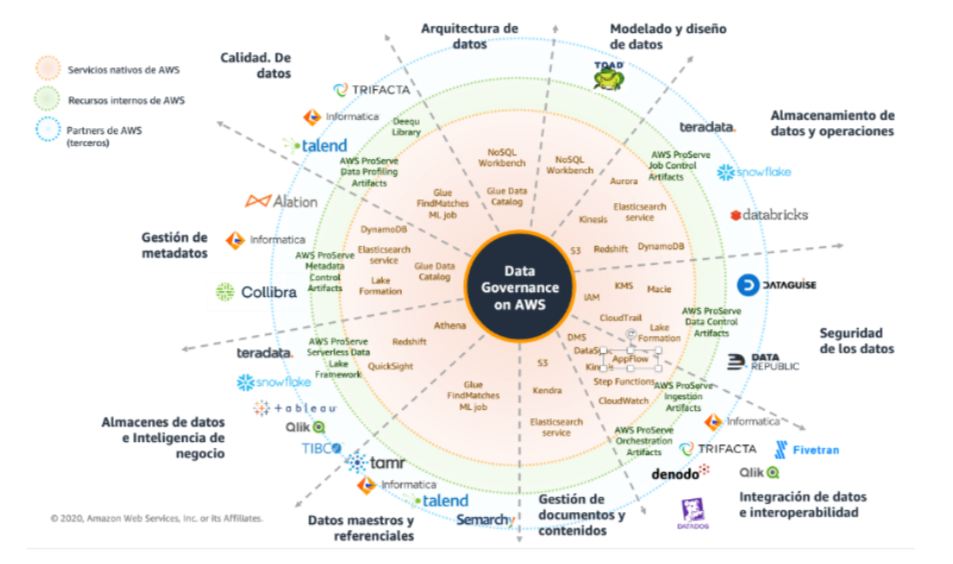 Arquitectura de
datos
Modelado y diseño
de datos
Calidad. De
datos
Servicios nativos de AWS
Recursos internos de AWS
Partners de AWS
(terceros)
TOAD
TRIFACTA
Informatica
talend
Deequ
Library
teradata.
Almacenamiento de
datos y operaciones
AWS ProServe
Data Profiling
Artifacts
NoSQL
Workbench
NoSQL
Workbench
AWS ProServe
Job Control
Artifacts
snowflake
Alation
Glue
FindMatches
ML job
Glue Data
Catalog
Aurora
Elasticsearch
service
Kinesis
databricks
Gestión de
metadatos
Informatica
DynamoDB
Elasticsearch
service
S3
Redshift
DynamoDB
AWS ProServe
Metadata
Control
Artifacts
Lake
Formation
Glue Data
Catalog
Data
Governance
on AWS
Collibra
KMS
Macie
IAM
DATAGUISE
CloudTrail
Lake
Formation
AWS ProServe
Data Control
Artifacts
Athena
Redshift
QuickSight
AWS ProServe
Serverless Data
Lake
Framework
teradata.
snowflake
DMS
AppFlow
Step Functions
CloudWatch
Seguridad
de los datos
DATA
REPUBLIC
S3
Kendra
Elasticsearch
service
Glue
FindMatches
ML job
AWS ProServe
Ingestion
Artifacts
AWS ProServe
Orchestration
Artifacts
+ableau
Qlik
TIBCO
Almacenes de datos
e Inteligencia de
negocio
tamr
Informatica
talend
Semarchy
Informatica
TRIFACTA
Fivetran
denodo
Qlik
DATADOG
Integración de datos
e interoperabilidad
Gestión de
documentos y
contenidos
Datos maestros y
referenciales
© 2020, Amazon Web Services, Inc. or its Affiliates.